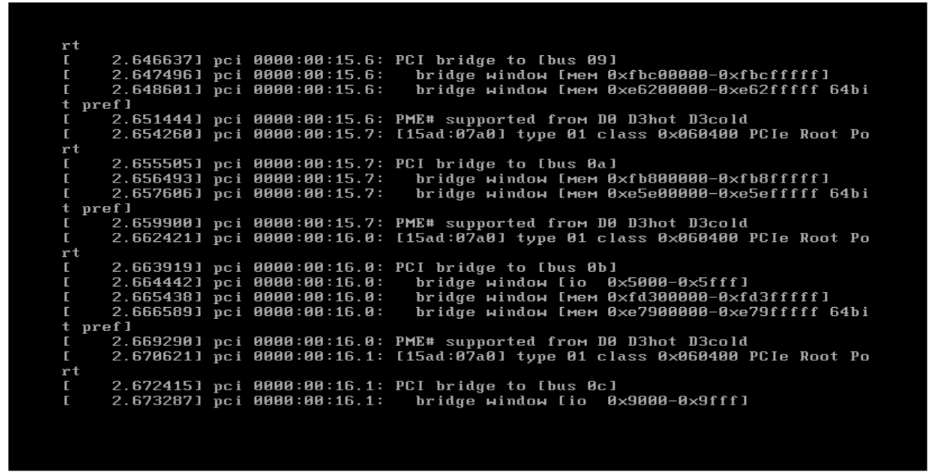 rt
[    2.646637] pci 0000:00:15.6: PCI bridge to [bus 09]
[    2.647496] pci 0000:00:15.6:   bridge window [mem 0xfbc00000-0xfbcfffff]
[    2.648601] pci 0000:00:15.6:   bridge window [mem 0xe6200000-0xe62fffff 64bi
t pref]
[    2.651444] pci 0000:00:15.6: PME# supported from D0 D3hot D3cold
[    2.654260] pci 0000:00:15.7: [15ad:07a0] type 01 class 0x060400 PCIe Root Po
rt
[    2.655505] pci 0000:00:15.7: PCI bridge to [bus 0a]
[    2.656493] pci 0000:00:15.7:   bridge window [mem 0xfb800000-0xfb8fffff]
[    2.657606] pci 0000:00:15.7:   bridge window [mem 0xe5e00000-0xe5efffff 64bi
t pref]
[    2.659900] pci 0000:00:15.7: PME# supported from D0 D3hot D3cold
[    2.662421] pci 0000:00:16.0: [15ad:07a0] type 01 class 0x060400 PCIe Root Po
rt
[    2.663919] pci 0000:00:16.0: PCI bridge to [bus 0b]
[    2.664442] pci 0000:00:16.0:   bridge window [io  0x5000-0x5fff]
[    2.665438] pci 0000:00:16.0:   bridge window [mem 0xfd300000-0xfd3fffff]
[    2.666589] pci 0000:00:16.0:   bridge window [mem 0xe7900000-0xe79fffff 64bi
t pref]
[    2.669290] pci 0000:00:16.0: PME# supported from D0 D3hot D3cold
[    2.670621] pci 0000:00:16.1: [15ad:07a0] type 01 class 0x060400 PCIe Root Po
rt
[    2.672415] pci 0000:00:16.1: PCI bridge to [bus 0c]
[    2.673287] pci 0000:00:16.1:   bridge window [io  0x9000-0x9fff]